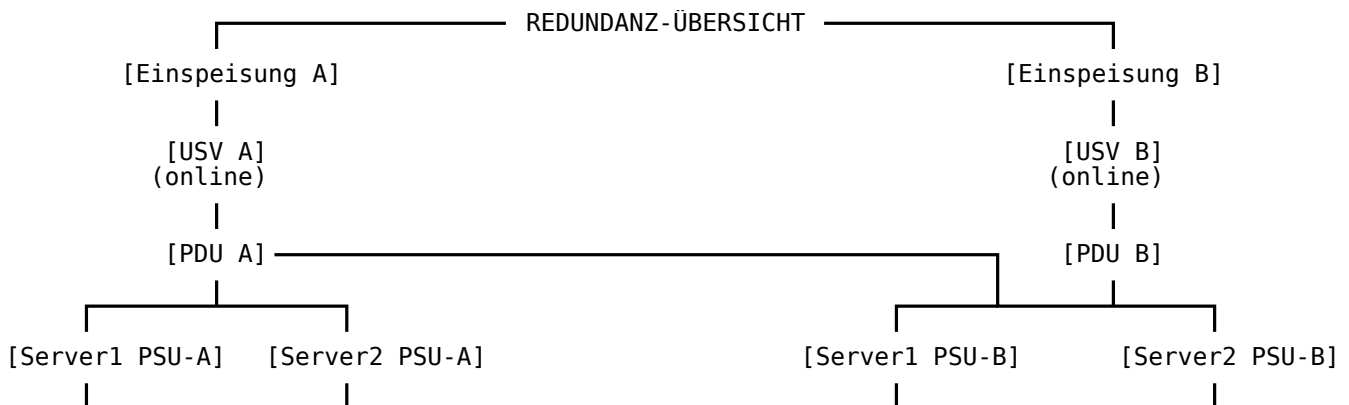 REDUNDANZ-ÜBERSICHT
[Einspeisung A] [Einspeisung B]
[USV A] [USV B]
(online) (online)
[PDU A] [PDU B]
[Server1 PSU-A] [Server2 PSU-A] [Server1 PSU-B] [Server2 PSU-B]